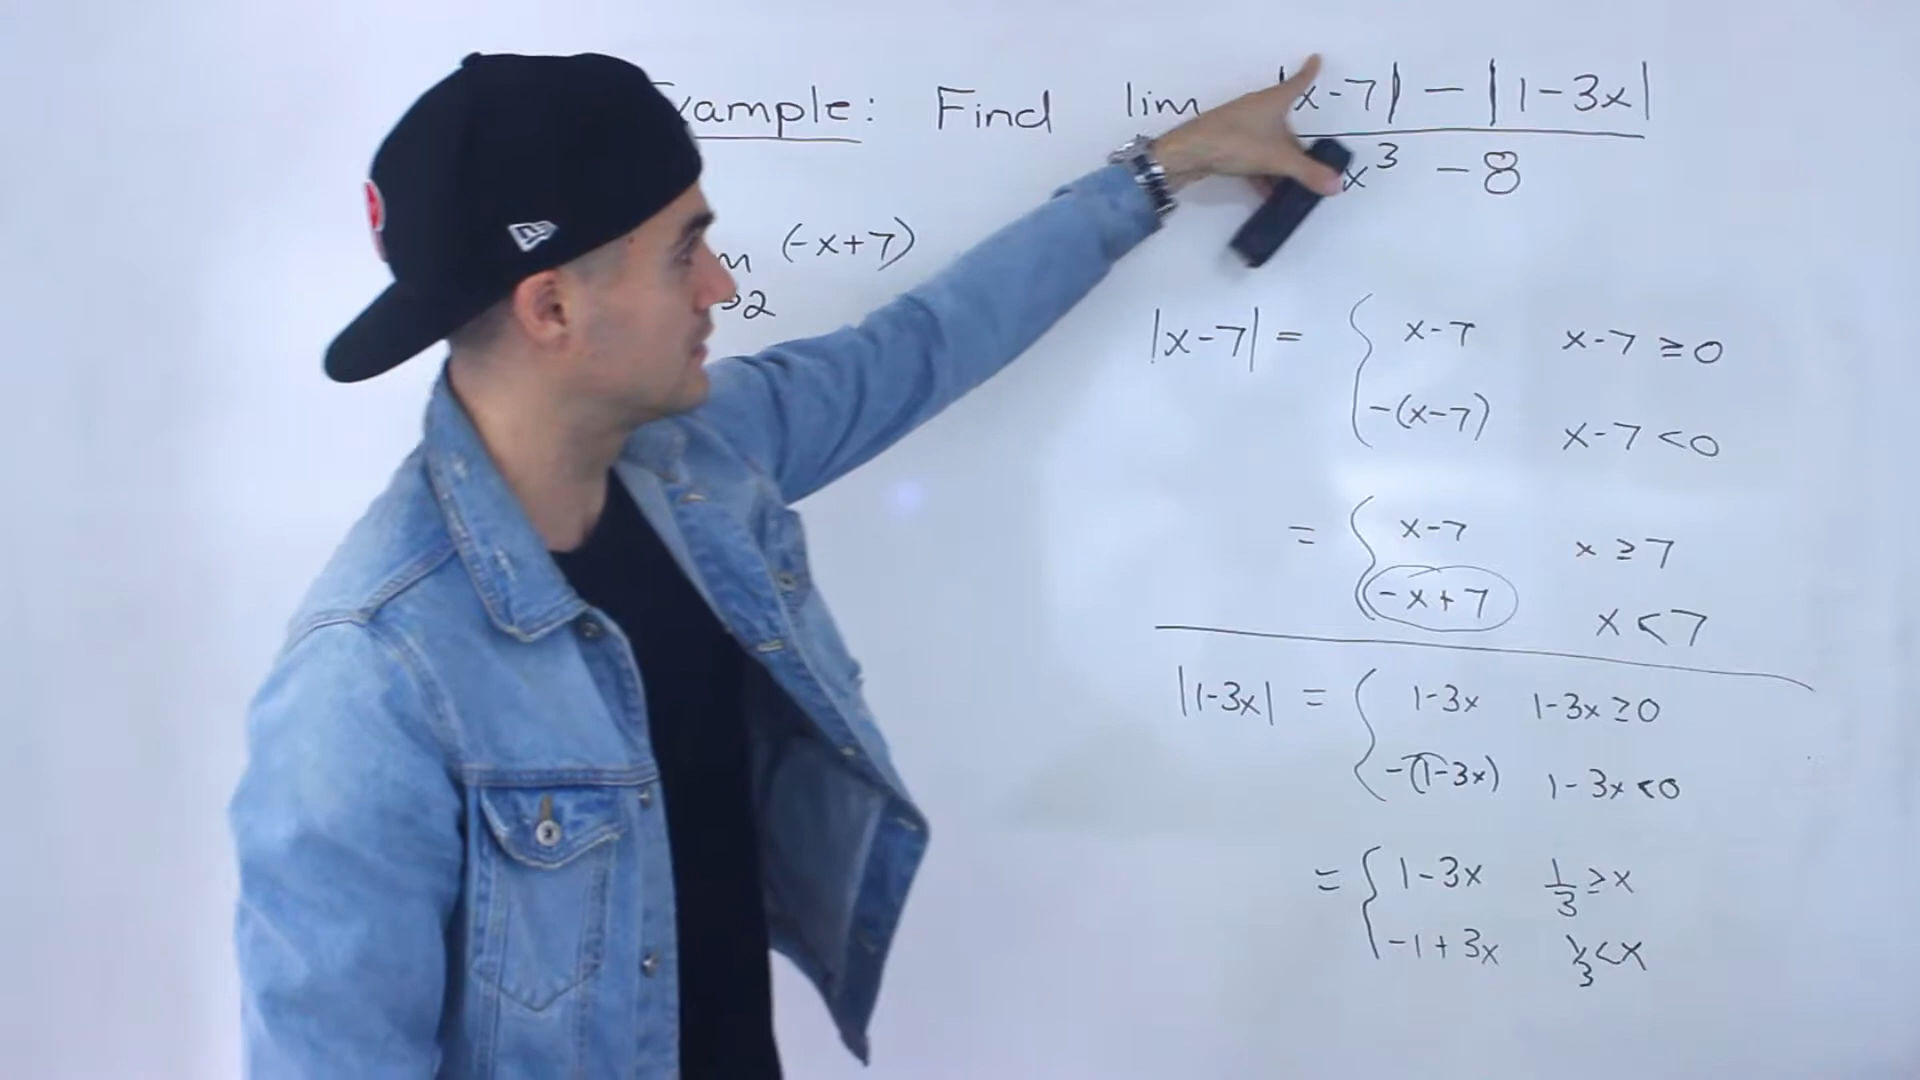 ample: Find lim |x-7| - |1-3x|
x³ - 8
(-x+7)
→2
|x-7| = { x-7 x-7 ≥ 0
-(x-7) x-7 < 0
= { x-7 x ≥ 7
-x+7 x < 7
|1-3x| = { 1-3x 1-3x ≥ 0
-(1-3x) 1-3x < 0
= { 1-3x 1/3 ≥ x
-1+3x 1/3 < x